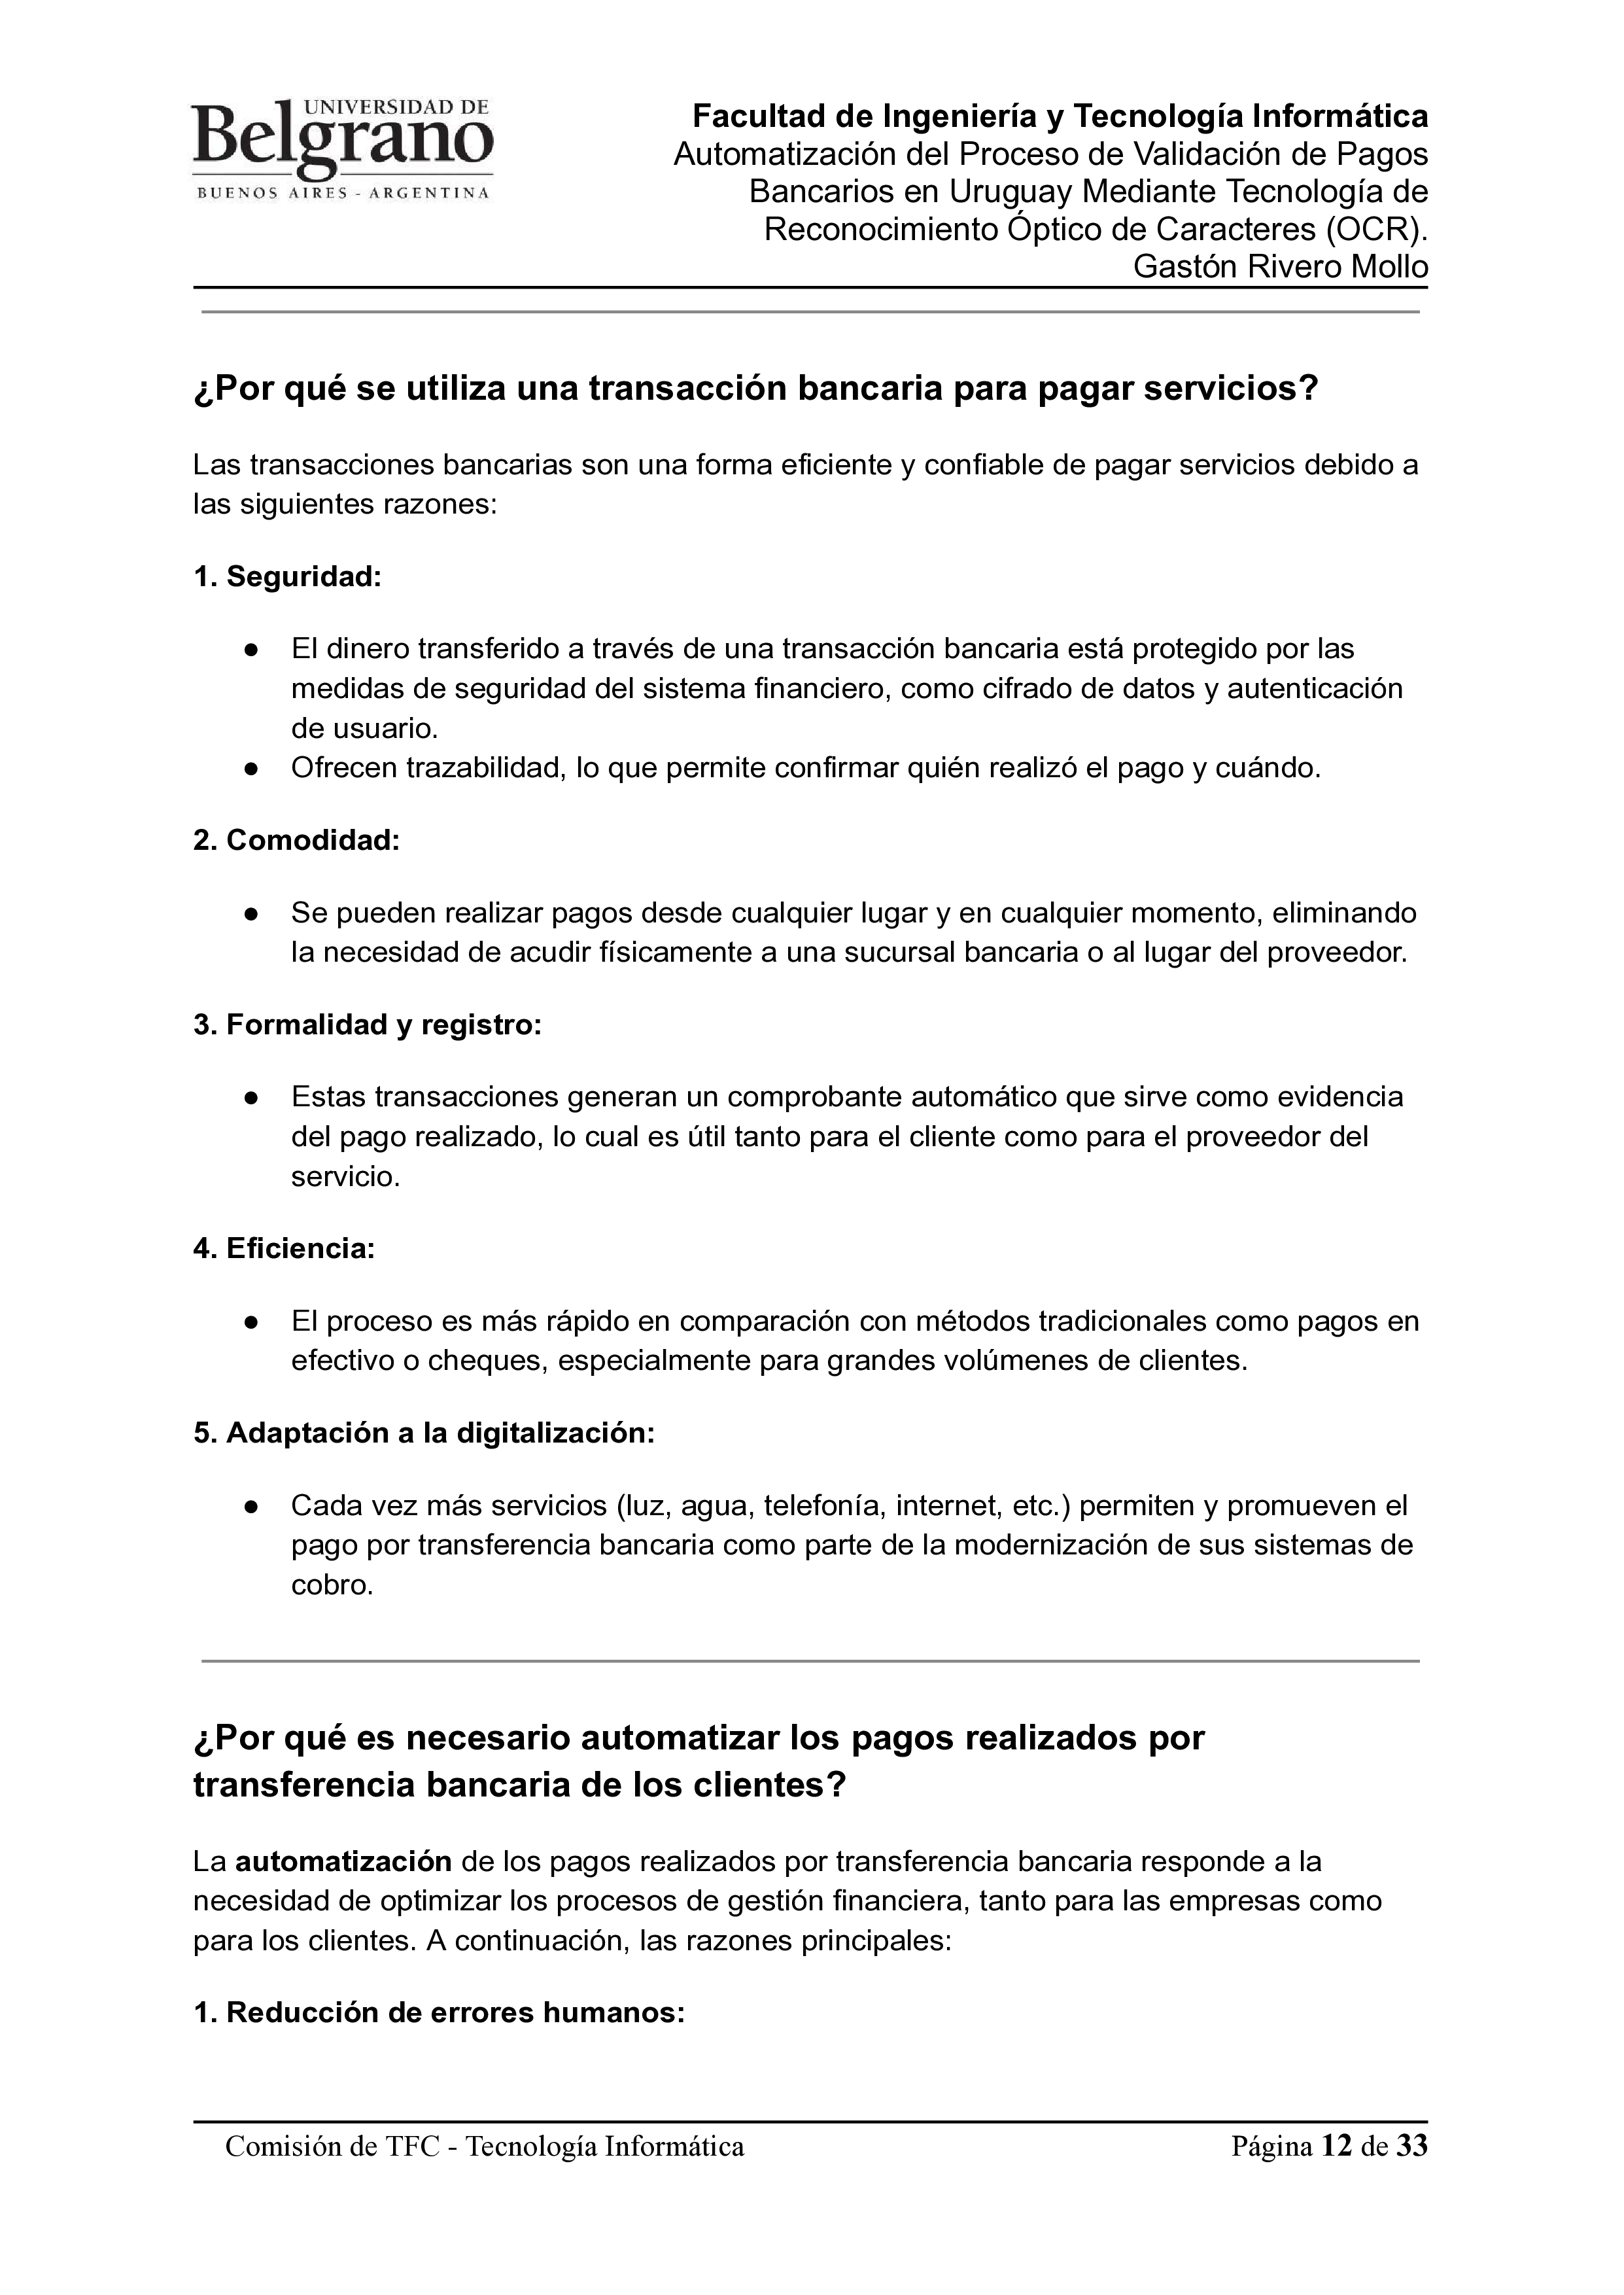 UNIVERSIDAD DE
Belgrano
BUENOS AIRES - ARGENTINA
Facultad de Ingeniería y Tecnología Informática
Automatización del Proceso de Validación de Pagos
Bancarios en Uruguay Mediante Tecnología de
Reconocimiento Óptico de Caracteres (OCR).
Gastón Rivero Mollo
¿Por qué se utiliza una transacción bancaria para pagar servicios?
Las transacciones bancarias son una forma eficiente y confiable de pagar servicios debido a
las siguientes razones:
1. Seguridad:
● El dinero transferido a través de una transacción bancaria está protegido por las
medidas de seguridad del sistema financiero, como cifrado de datos y autenticación
de usuario.
● Ofrecen trazabilidad, lo que permite confirmar quién realizó el pago y cuándo.
2. Comodidad:
● Se pueden realizar pagos desde cualquier lugar y en cualquier momento, eliminando
la necesidad de acudir físicamente a una sucursal bancaria o al lugar del proveedor.
3. Formalidad y registro:
● Estas transacciones generan un comprobante automático que sirve como evidencia
del pago realizado, lo cual es útil tanto para el cliente como para el proveedor del
servicio.
4. Eficiencia:
● El proceso es más rápido en comparación con métodos tradicionales como pagos en
efectivo o cheques, especialmente para grandes volúmenes de clientes.
5. Adaptación a la digitalización:
● Cada vez más servicios (luz, agua, telefonía, internet, etc.) permiten y promueven el
pago por transferencia bancaria como parte de la modernización de sus sistemas de
cobro.
¿Por qué es necesario automatizar los pagos realizados por
transferencia bancaria de los clientes?
La automatización de los pagos realizados por transferencia bancaria responde a la
necesidad de optimizar los procesos de gestión financiera, tanto para las empresas como
para los clientes. A continuación, las razones principales:
1. Reducción de errores humanos:
Comisión de TFC - Tecnología Informática Página 12 de 33